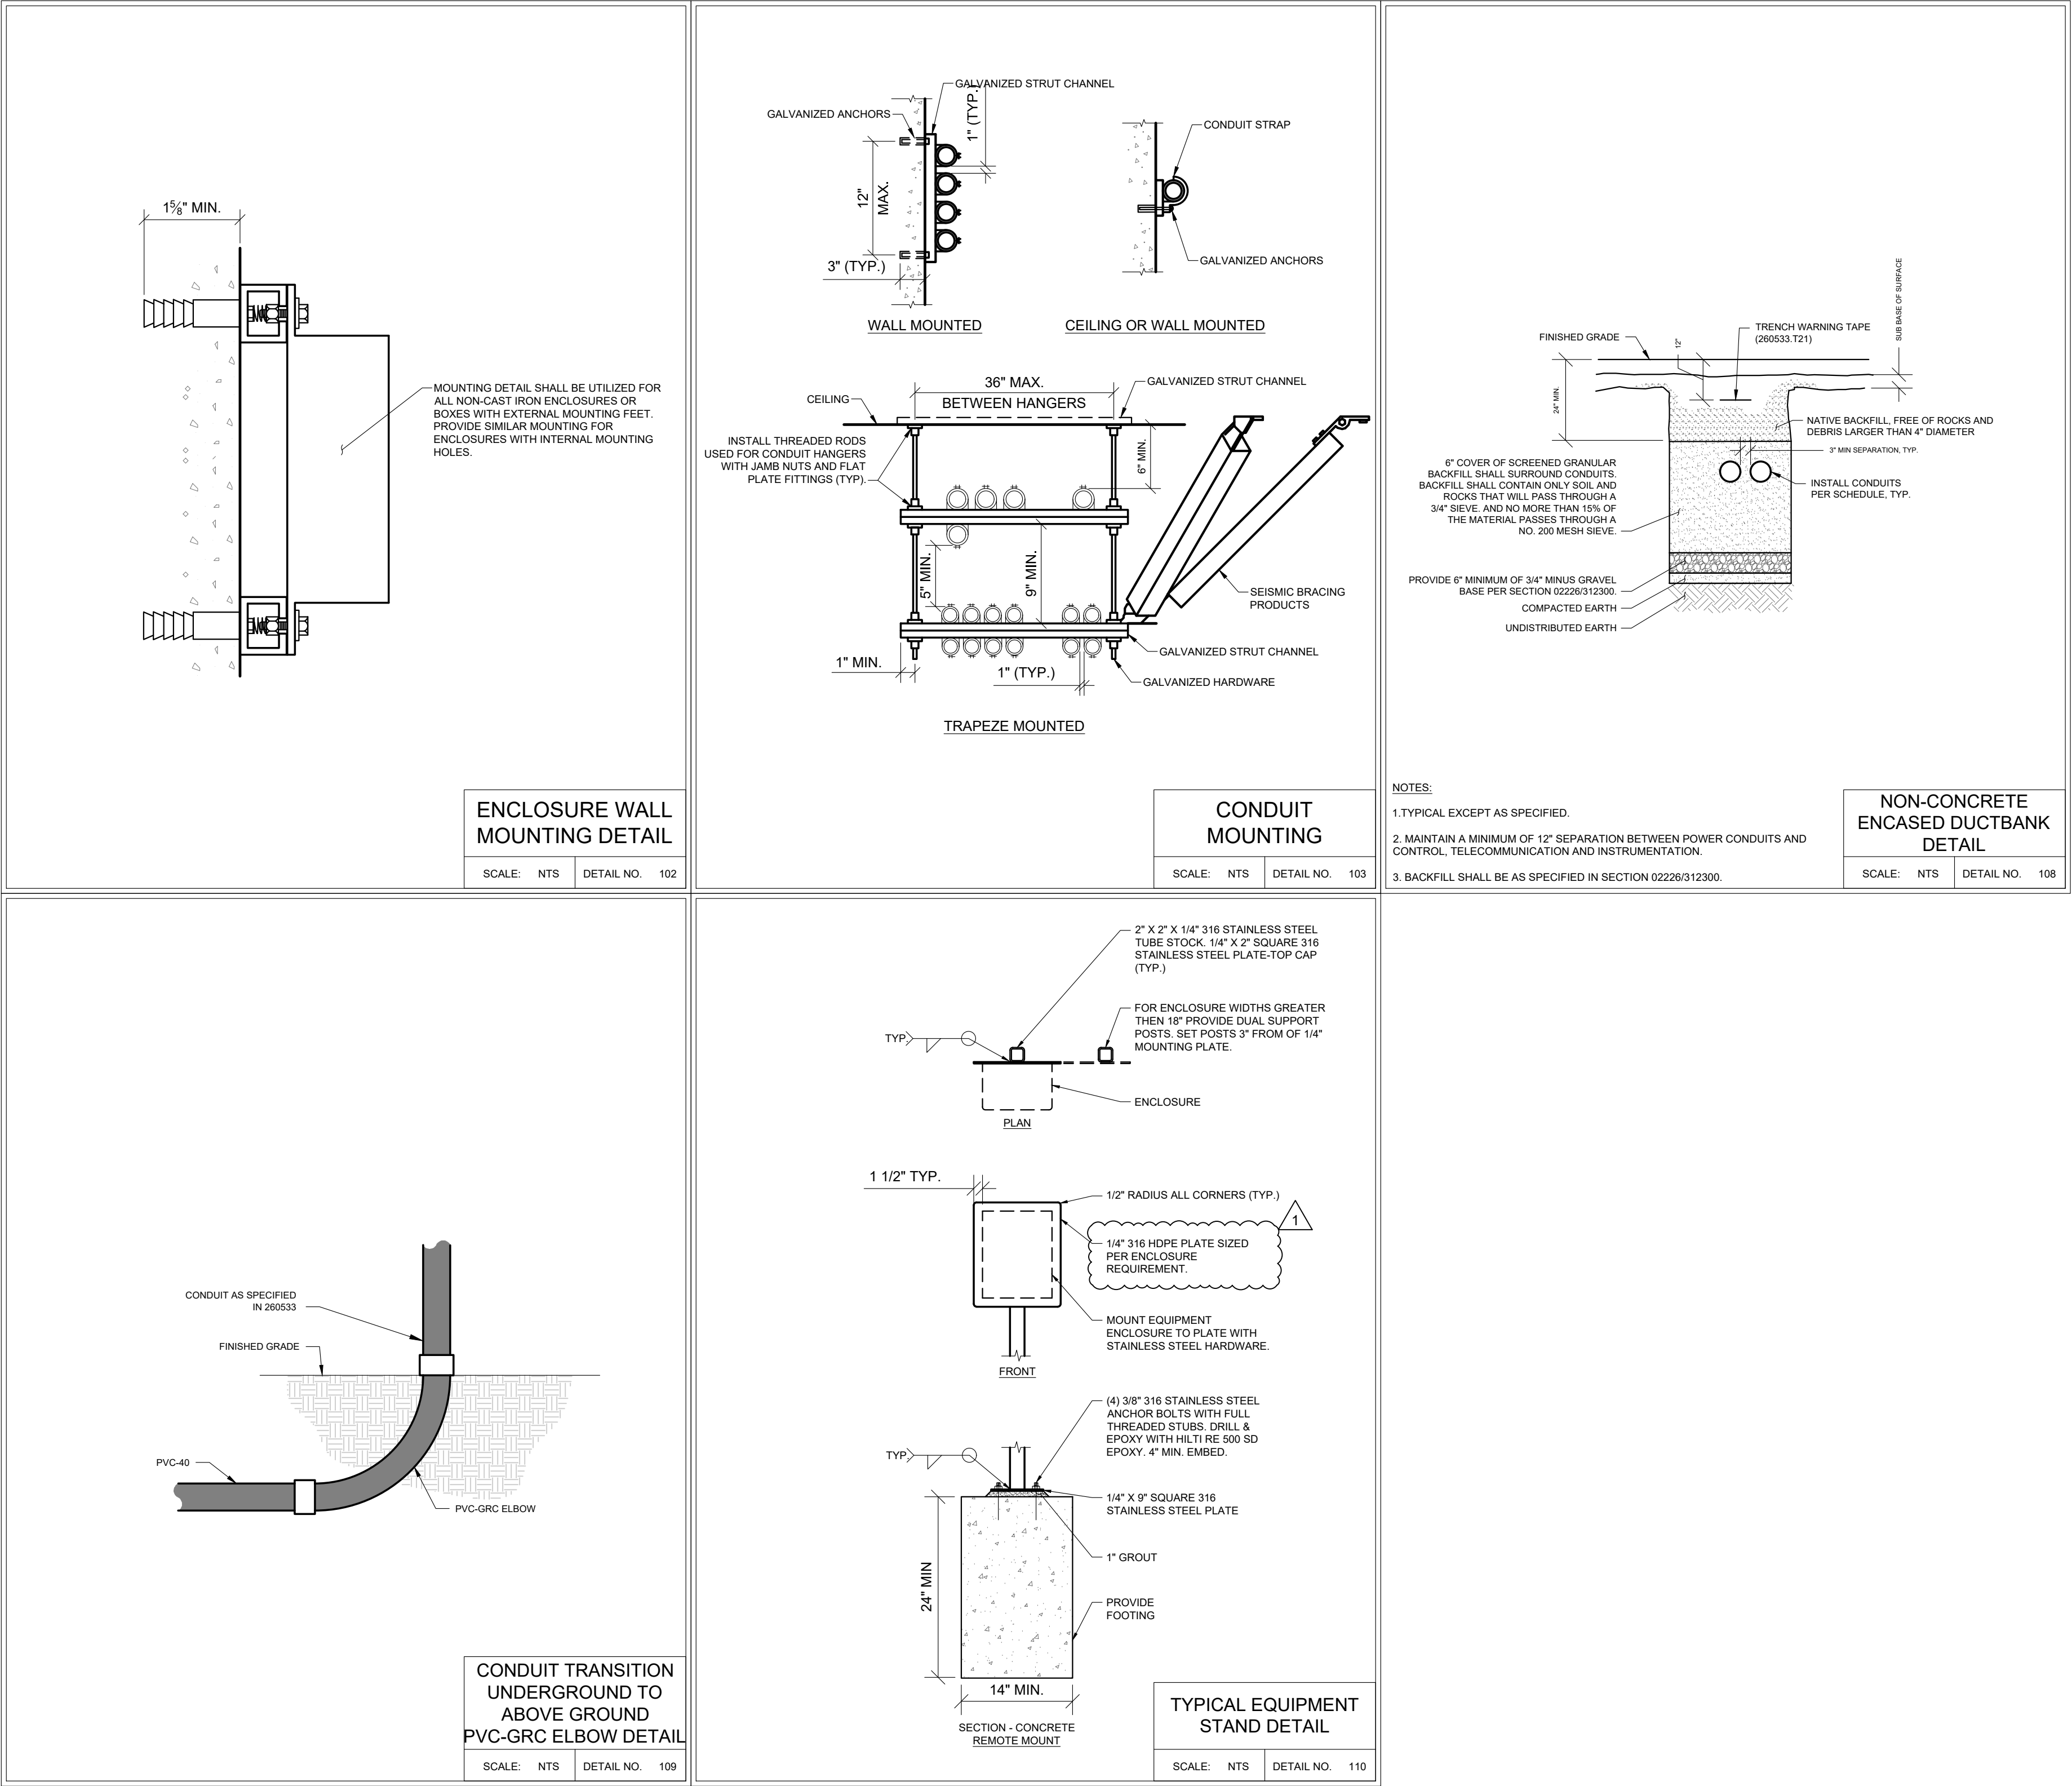 1⅝" MIN.
MOUNTING DETAIL SHALL BE UTILIZED FOR
ALL NON-CAST IRON ENCLOSURES OR
BOXES WITH EXTERNAL MOUNTING FEET.
PROVIDE SIMILAR MOUNTING FOR
ENCLOSURES WITH INTERNAL MOUNTING
HOLES.
ENCLOSURE WALL
MOUNTING DETAIL
SCALE: NTS DETAIL NO. 102
GALVANIZED STRUT CHANNEL
GALVANIZED ANCHORS
1" (TYP.)
12"
MAX.
3" (TYP.)
WALL MOUNTED
CONDUIT STRAP
GALVANIZED ANCHORS
CEILING OR WALL MOUNTED
36" MAX.
BETWEEN HANGERS
GALVANIZED STRUT CHANNEL
CEILING
INSTALL THREADED RODS
USED FOR CONDUIT HANGERS
WITH JAMB NUTS AND FLAT
PLATE FITTINGS (TYP).
6" MIN.
5" MIN.
9" MIN.
SEISMIC BRACING
PRODUCTS
GALVANIZED STRUT CHANNEL
1" MIN.
1" (TYP.)
GALVANIZED HARDWARE
TRAPEZE MOUNTED
CONDUIT
MOUNTING
SCALE: NTS DETAIL NO. 103
SUB BASE OF SURFACE
TRENCH WARNING TAPE
(260533.T21)
FINISHED GRADE
12"
24" MIN.
NATIVE BACKFILL, FREE OF ROCKS AND
DEBRIS LARGER THAN 4" DIAMETER
3" MIN SEPARATION, TYP.
6" COVER OF SCREENED GRANULAR
BACKFILL SHALL SURROUND CONDUITS.
BACKFILL SHALL CONTAIN ONLY SOIL AND
ROCKS THAT WILL PASS THROUGH A
3/4" SIEVE. AND NO MORE THAN 15% OF
THE MATERIAL PASSES THROUGH A
NO. 200 MESH SIEVE.
INSTALL CONDUITS
PER SCHEDULE, TYP.
PROVIDE 6" MINIMUM OF 3/4" MINUS GRAVEL
BASE PER SECTION 02226/312300.
COMPACTED EARTH
UNDISTRIBUTED EARTH
NOTES:
1.TYPICAL EXCEPT AS SPECIFIED.
2. MAINTAIN A MINIMUM OF 12" SEPARATION BETWEEN POWER CONDUITS AND
CONTROL, TELECOMMUNICATION AND INSTRUMENTATION.
3. BACKFILL SHALL BE AS SPECIFIED IN SECTION 02226/312300.
NON-CONCRETE
ENCASED DUCTBANK
DETAIL
SCALE: NTS DETAIL NO. 108
CONDUIT AS SPECIFIED
IN 260533
FINISHED GRADE
PVC-40
PVC-GRC ELBOW
CONDUIT TRANSITION
UNDERGROUND TO
ABOVE GROUND
PVC-GRC ELBOW DETAIL
SCALE: NTS DETAIL NO. 109
2" X 2" X 1/4" 316 STAINLESS STEEL
TUBE STOCK. 1/4" X 2" SQUARE 316
STAINLESS STEEL PLATE-TOP CAP
(TYP.)
FOR ENCLOSURE WIDTHS GREATER
THEN 18" PROVIDE DUAL SUPPORT
POSTS. SET POSTS 3" FROM OF 1/4"
MOUNTING PLATE.
TYP.
ENCLOSURE
PLAN
1 1/2" TYP.
1/2" RADIUS ALL CORNERS (TYP.)
1
1/4" 316 HDPE PLATE SIZED
PER ENCLOSURE
REQUIREMENT.
MOUNT EQUIPMENT
ENCLOSURE TO PLATE WITH
STAINLESS STEEL HARDWARE.
FRONT
(4) 3/8" 316 STAINLESS STEEL
ANCHOR BOLTS WITH FULL
THREADED STUBS. DRILL &
EPOXY WITH HILTI RE 500 SD
EPOXY. 4" MIN. EMBED.
TYP.
1/4" X 9" SQUARE 316
STAINLESS STEEL PLATE
1" GROUT
24" MIN
PROVIDE
FOOTING
14" MIN.
SECTION - CONCRETE
REMOTE MOUNT
TYPICAL EQUIPMENT
STAND DETAIL
SCALE: NTS DETAIL NO. 110